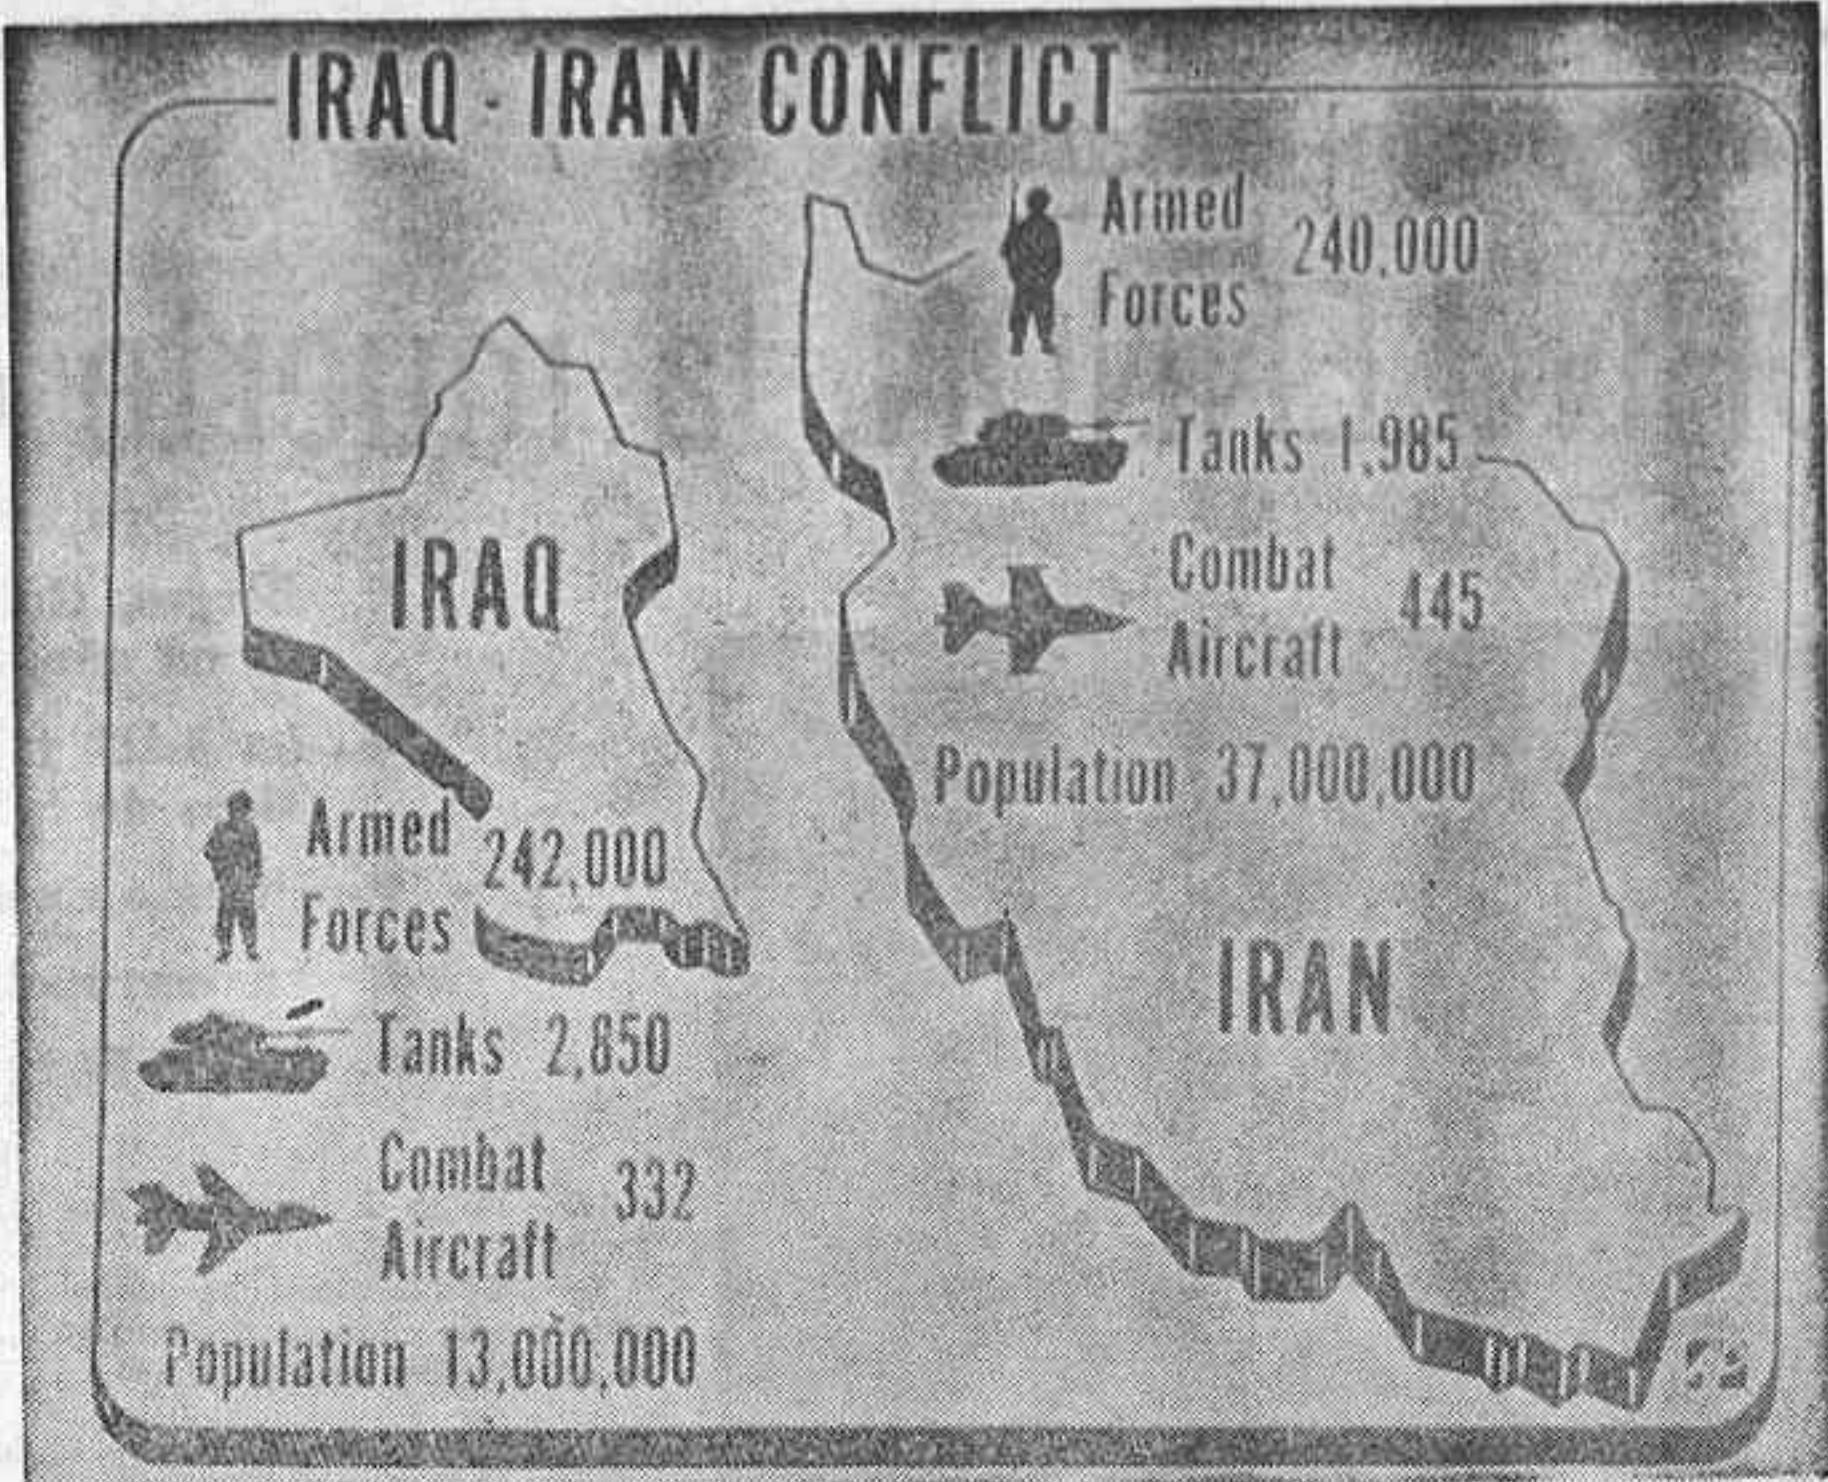 IRAQ - IRAN CONFLICT
Armed
Forces
240,000
Tanks 1,985
Combat
Aircraft
445
Population 37,000,000
IRAN
IRAQ
Armed
Forces
242,000
Tanks 2,850
Combat
Aircraft
332
Population 13,000,000